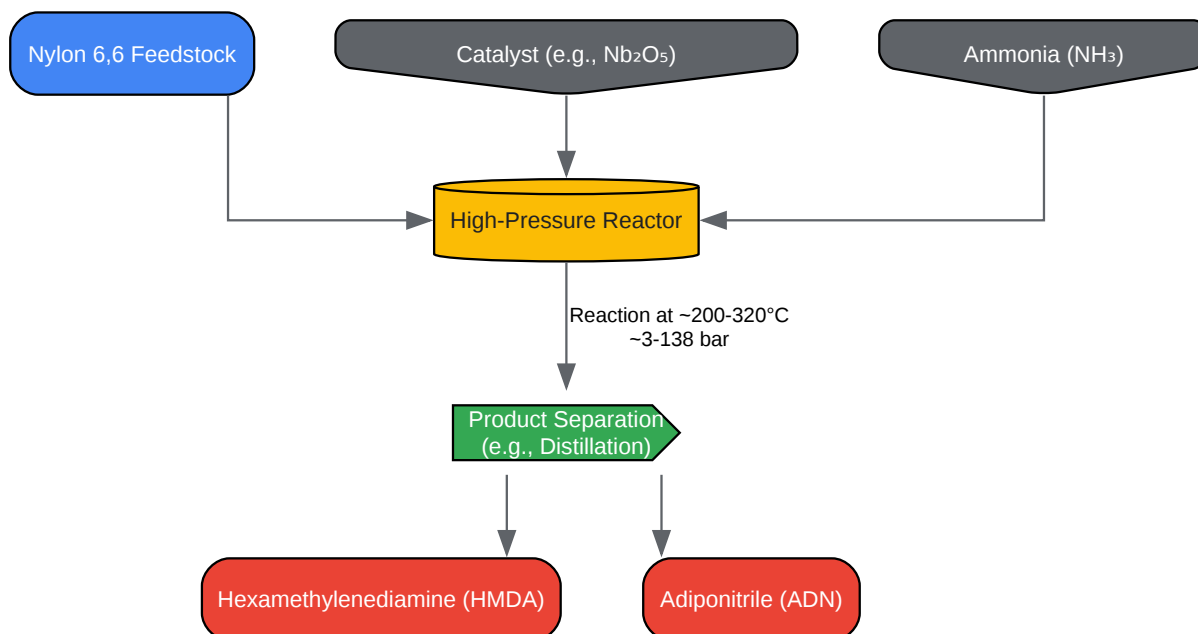 Nylon 6,6 Feedstock
Catalyst (e.g., Nb₂O₅)
Ammonia (NH₃)
High-Pressure Reactor
Reaction at ~200-320°C
~3-138 bar
Product Separation
(e.g., Distillation)
Hexamethylenediamine (HMDA)
Adiponitrile (ADN)